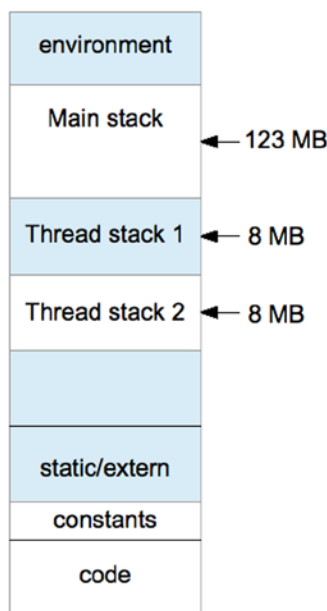 environment
Main stack
123 MB
Thread stack 1
8 MB
Thread stack 2
8 MB
static/extern
constants
code